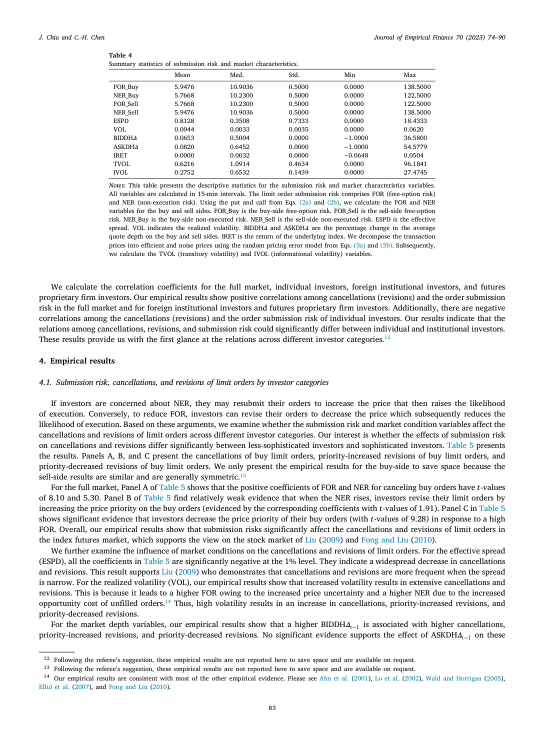 J. Chiu and C.-H. Chen
Journal of Empirical Finance 70 (2023) 74–90
Table 4
Summary statistics of submission risk and market characteristics.
Mean Med. Std. Min Max
FOR_Buy 5.9476 10.9036 0.5000 0.0000 138.5000
NER_Buy 5.7668 10.2300 0.5000 0.0000 122.5000
FOR_Sell 5.7668 10.2300 0.5000 0.0000 122.5000
NER_Sell 5.9476 10.9036 0.5000 0.0000 138.5000
ESPD 0.8128 0.3508 0.7333 0.0000 18.4333
VOL 0.0044 0.0033 0.0035 0.0000 0.0620
BIDDHΔ 0.0653 0.5004 0.0000 −1.0000 36.5800
ASKDHΔ 0.0820 0.6452 0.0000 −1.0000 54.5779
IRET 0.0000 0.0032 0.0000 −0.0648 0.0504
TVOL 0.6216 1.0914 0.4634 0.0000 96.1841
IVOL 0.2752 0.6532 0.1439 0.0000 27.4745
Notes: This table presents the descriptive statistics for the submission risk and market characteristics variables.
All variables are calculated in 15-min intervals. The limit order submission risk comprises FOR (free-option risk)
and NER (non-execution risk). Using the put and call from Eqs. (2a) and (2b), we calculate the FOR and NER
variables for the buy and sell sides. FOR_Buy is the buy-side free-option risk. FOR_Sell is the sell-side free-option
risk. NER_Buy is the buy-side non-executed risk. NER_Sell is the sell-side non-executed risk. ESPD is the effective
spread. VOL indicates the realized volatility. BIDDHΔ and ASKDHΔ are the percentage change in the average
quote depth on the buy and sell sides. IRET is the return of the underlying index. We decompose the transaction
prices into efficient and noise prices using the random pricing error model from Eqs. (3a) and (3b). Subsequently,
we calculate the TVOL (transitory volatility) and IVOL (informational volatility) variables.
We calculate the correlation coefficients for the full market, individual investors, foreign institutional investors, and futures
proprietary firm investors. Our empirical results show positive correlations among cancellations (revisions) and the order submission
risk in the full market and for foreign institutional investors and futures proprietary firm investors. Additionally, there are negative
correlations among the cancellations (revisions) and the order submission risk of individual investors. Our results indicate that the
relations among cancellations, revisions, and submission risk could significantly differ between individual and institutional investors.
These results provide us with the first glance at the relations across different investor categories.12
4. Empirical results
4.1. Submission risk, cancellations, and revisions of limit orders by investor categories
If investors are concerned about NER, they may resubmit their orders to increase the price that then raises the likelihood
of execution. Conversely, to reduce FOR, investors can revise their orders to decrease the price which subsequently reduces the
likelihood of execution. Based on these arguments, we examine whether the submission risk and market condition variables affect the
cancellations and revisions of limit orders across different investor categories. Our interest is whether the effects of submission risk
on cancellations and revisions differ significantly between less-sophisticated investors and sophisticated investors. Table 5 presents
the results. Panels A, B, and C present the cancellations of buy limit orders, priority-increased revisions of buy limit orders, and
priority-decreased revisions of buy limit orders. We only present the empirical results for the buy-side to save space because the
sell-side results are similar and are generally symmetric.13
For the full market, Panel A of Table 5 shows that the positive coefficients of FOR and NER for canceling buy orders have t-values
of 8.10 and 5.30. Panel B of Table 5 find relatively weak evidence that when the NER rises, investors revise their limit orders by
increasing the price priority on the buy orders (evidenced by the corresponding coefficients with t-values of 1.91). Panel C in Table 5
shows significant evidence that investors decrease the price priority of their buy orders (with t-values of 9.28) in response to a high
FOR. Overall, our empirical results show that submission risks significantly affect the cancellations and revisions of limit orders in
the index futures market, which supports the view on the stock market of Liu (2009) and Fong and Liu (2010).
We further examine the influence of market conditions on the cancellations and revisions of limit orders. For the effective spread
(ESPD), all the coefficients in Table 5 are significantly negative at the 1% level. They indicate a widespread decrease in cancellations
and revisions. This result supports Liu (2009) who demonstrates that cancellations and revisions are more frequent when the spread
is narrow. For the realized volatility (VOL), our empirical results show that increased volatility results in extensive cancellations and
revisions. This is because it leads to a higher FOR owing to the increased price uncertainty and a higher NER due to the increased
opportunity cost of unfilled orders.14 Thus, high volatility results in an increase in cancellations, priority-increased revisions, and
priority-decreased revisions.
For the market depth variables, our empirical results show that a higher BIDDHΔt−1 is associated with higher cancellations,
priority-increased revisions, and priority-decreased revisions. No significant evidence supports the effect of ASKDHΔt−1 on these
12 Following the referee's suggestion, these empirical results are not reported here to save space and are available on request.
13 Following the referee's suggestion, these empirical results are not reported here to save space and are available on request.
14 Our empirical results are consistent with most of the other empirical evidence. Please see Ahn et al. (2001), Lo et al. (2002), Wald and Horrigan (2005),
Ellul et al. (2007), and Fong and Liu (2010).
83